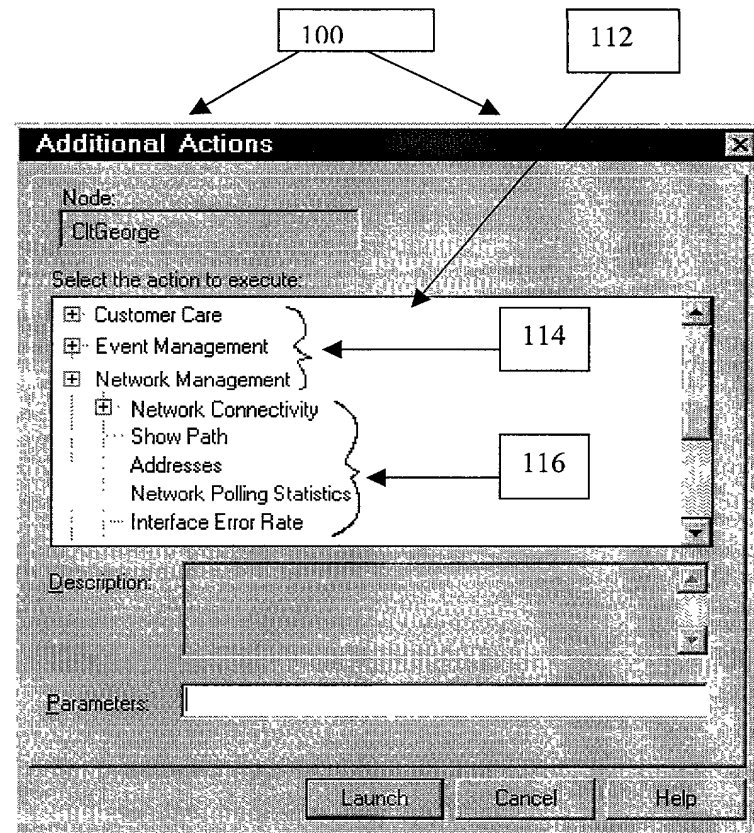 100
112
Additional Actions
Node:
CltGeorge
Select the action to execute:
Customer Care
Event Management
114
Network Management
Network Connectivity
Show Path
Addresses
116
Network Polling Statistics
Interface Error Rate
Description:
Parameters:
Launch Cancel Help